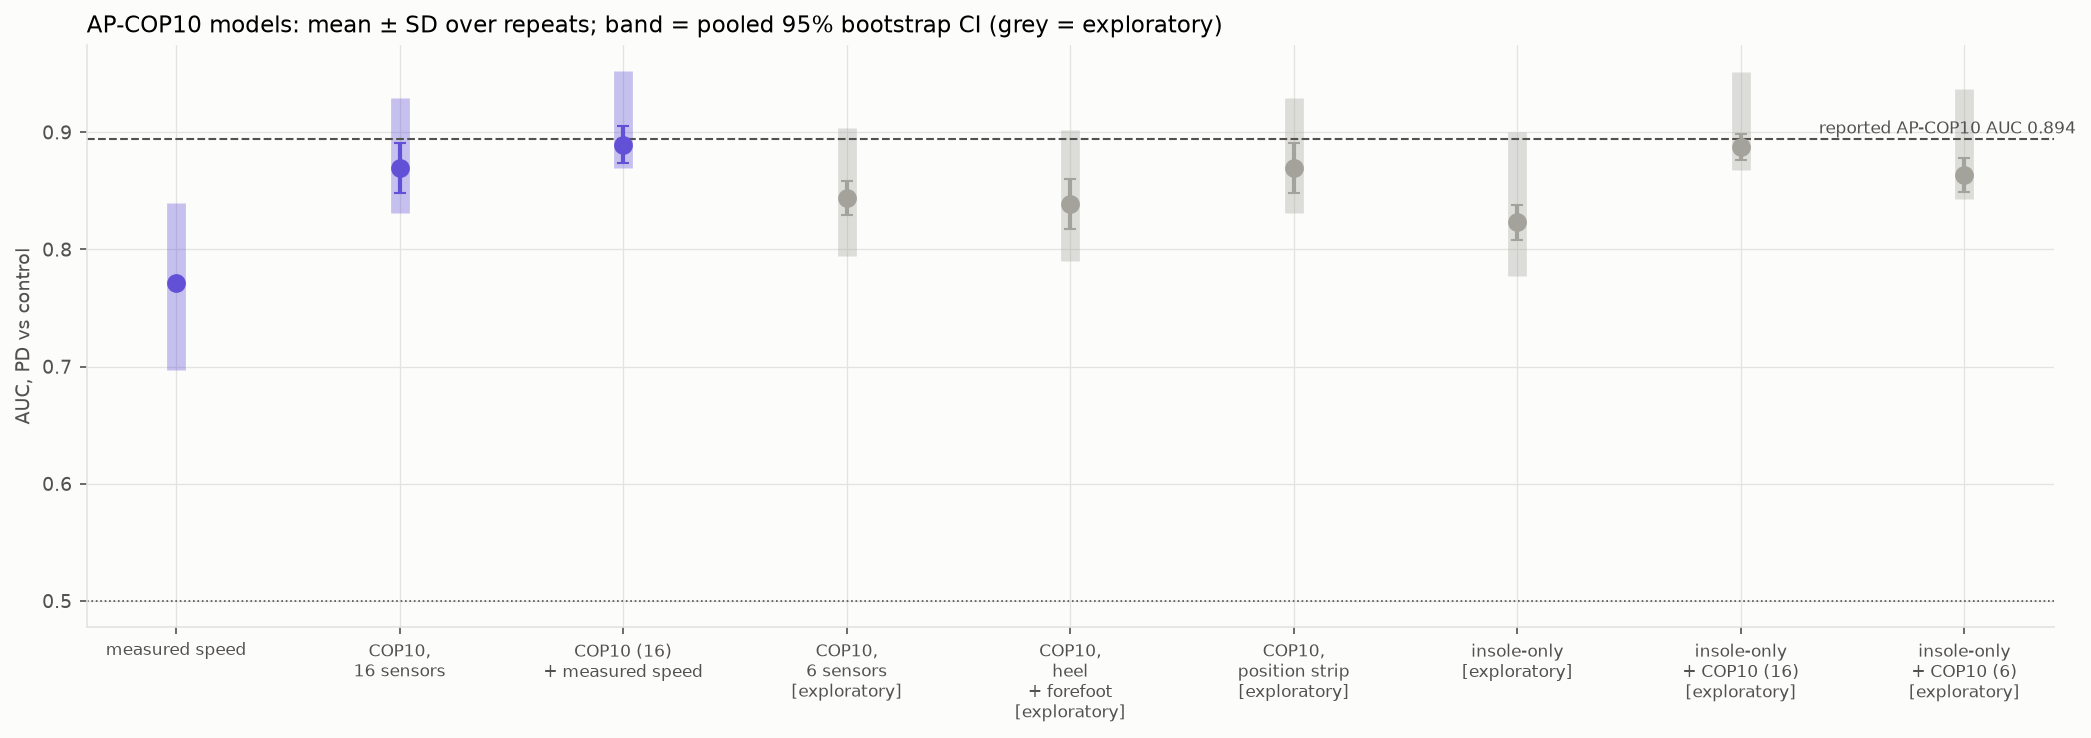 AP-COP10 models: mean ± SD over repeats; band = pooled 95% bootstrap CI (grey = exploratory)
AUC, PD vs control
0.9
0.8
0.7
0.6
0.5
reported AP-COP10 AUC 0.894
measured speed
COP10,
16 sensors
COP10 (16)
+ measured speed
COP10,
6 sensors
[exploratory]
COP10,
heel
+ forefoot
[exploratory]
COP10,
position strip
[exploratory]
insole-only
[exploratory]
insole-only
+ COP10 (16)
[exploratory]
insole-only
+ COP10 (6)
[exploratory]